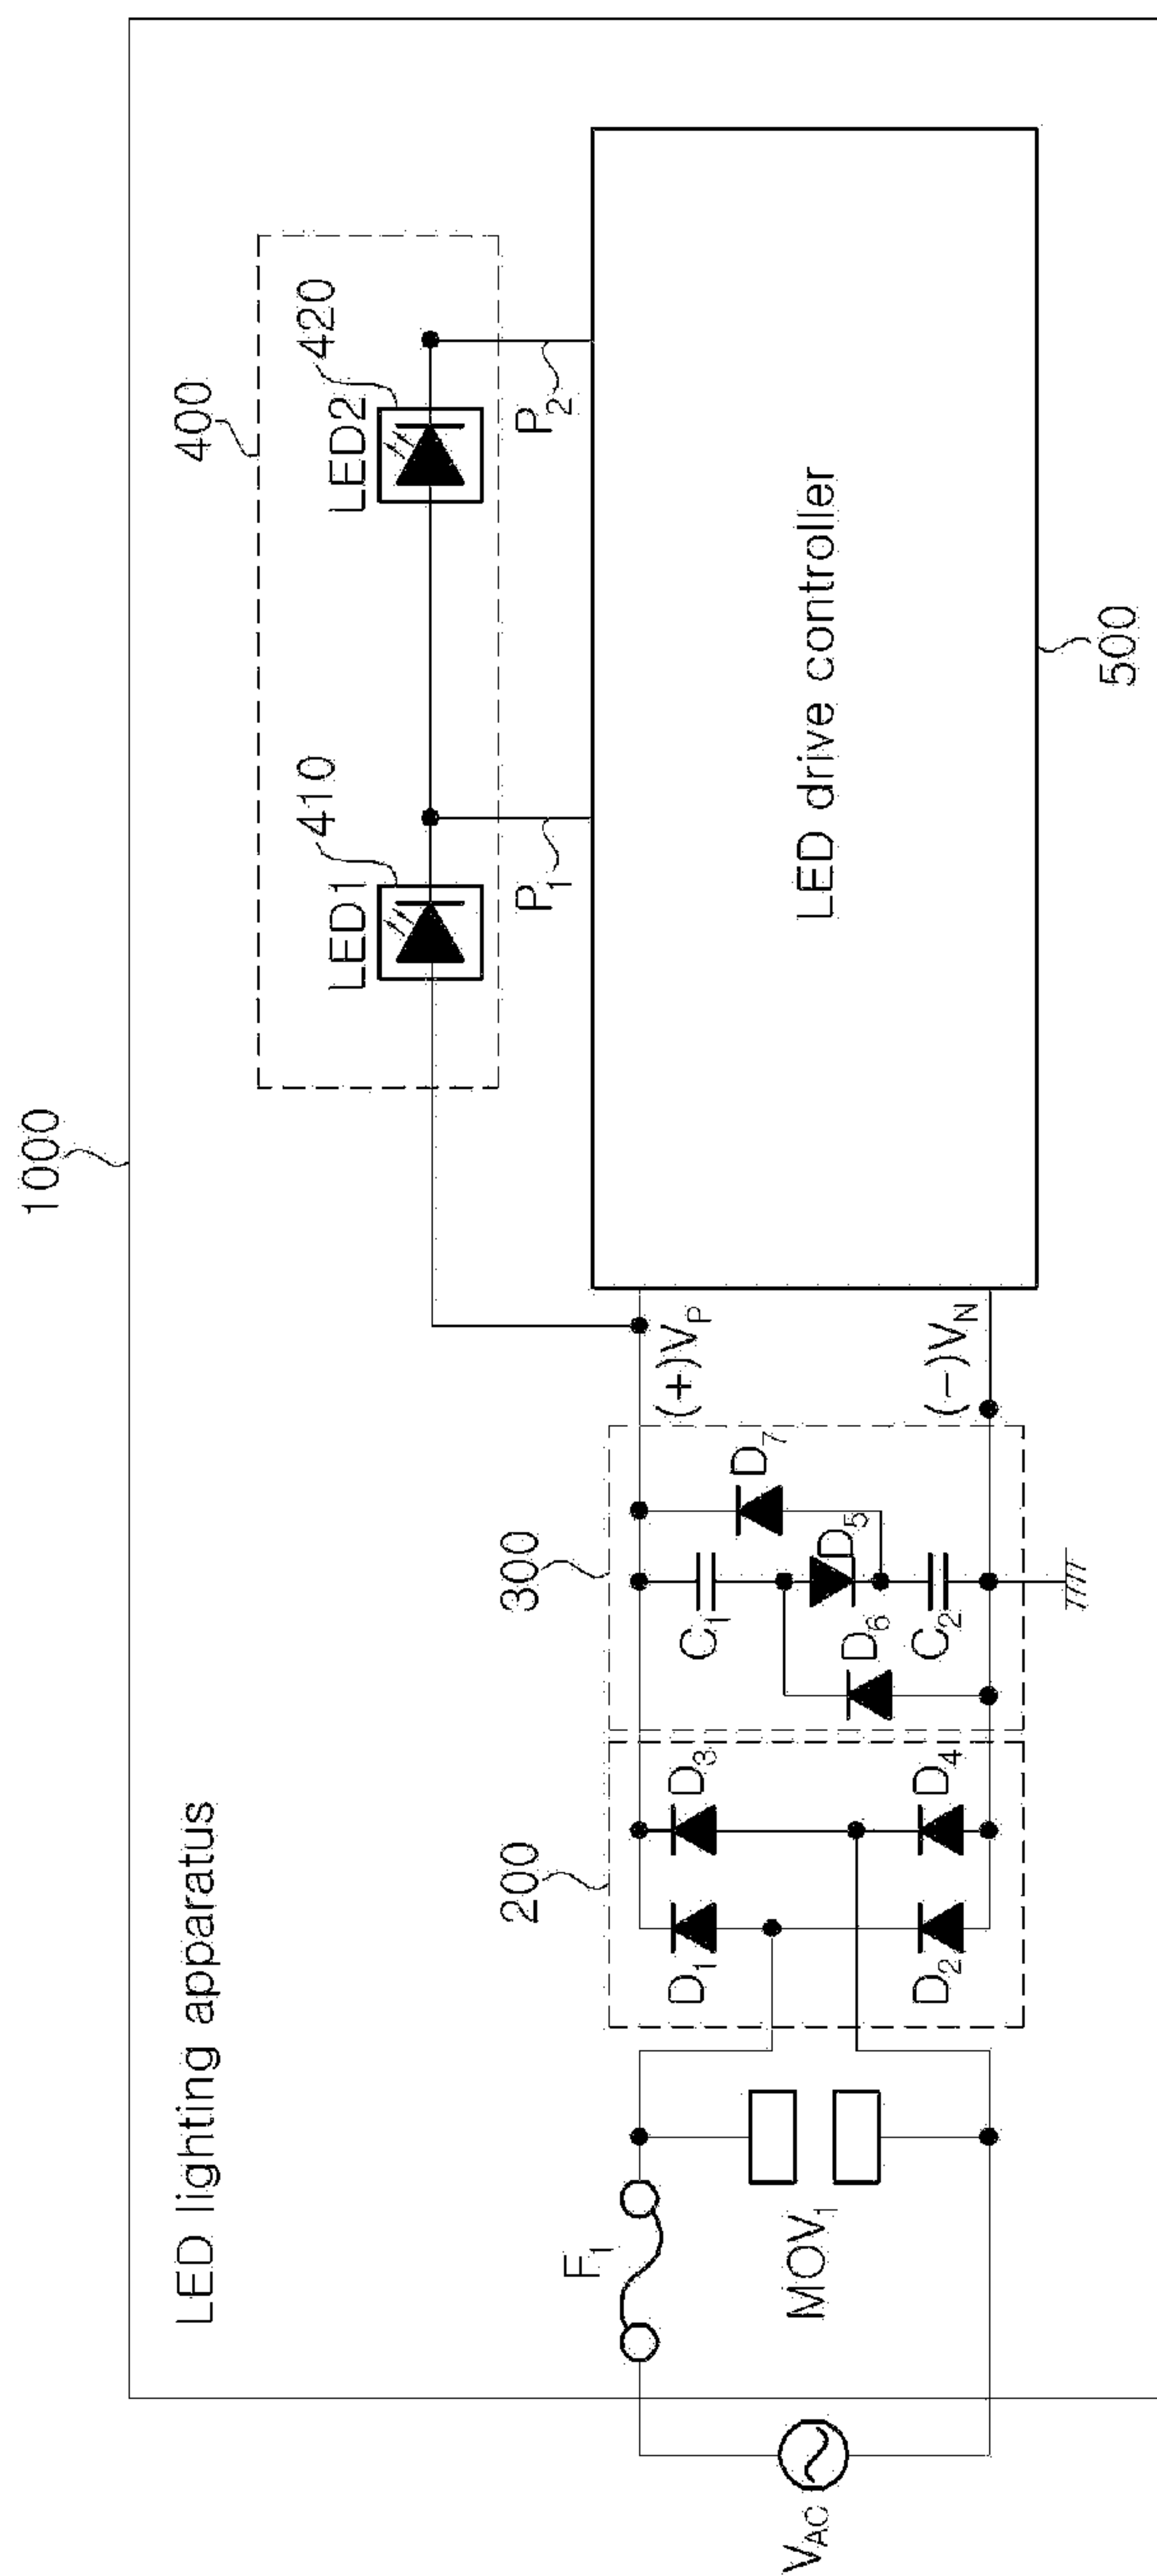 1000
LED lighting apparatus
400
LED1
410
LED2
420
P1
P2
F1
MOV1
VAC
200
D1
D2
D3
D4
300
C1
D5
D6
D7
C2
(+)VP
(−)VN
LED drive controller
500